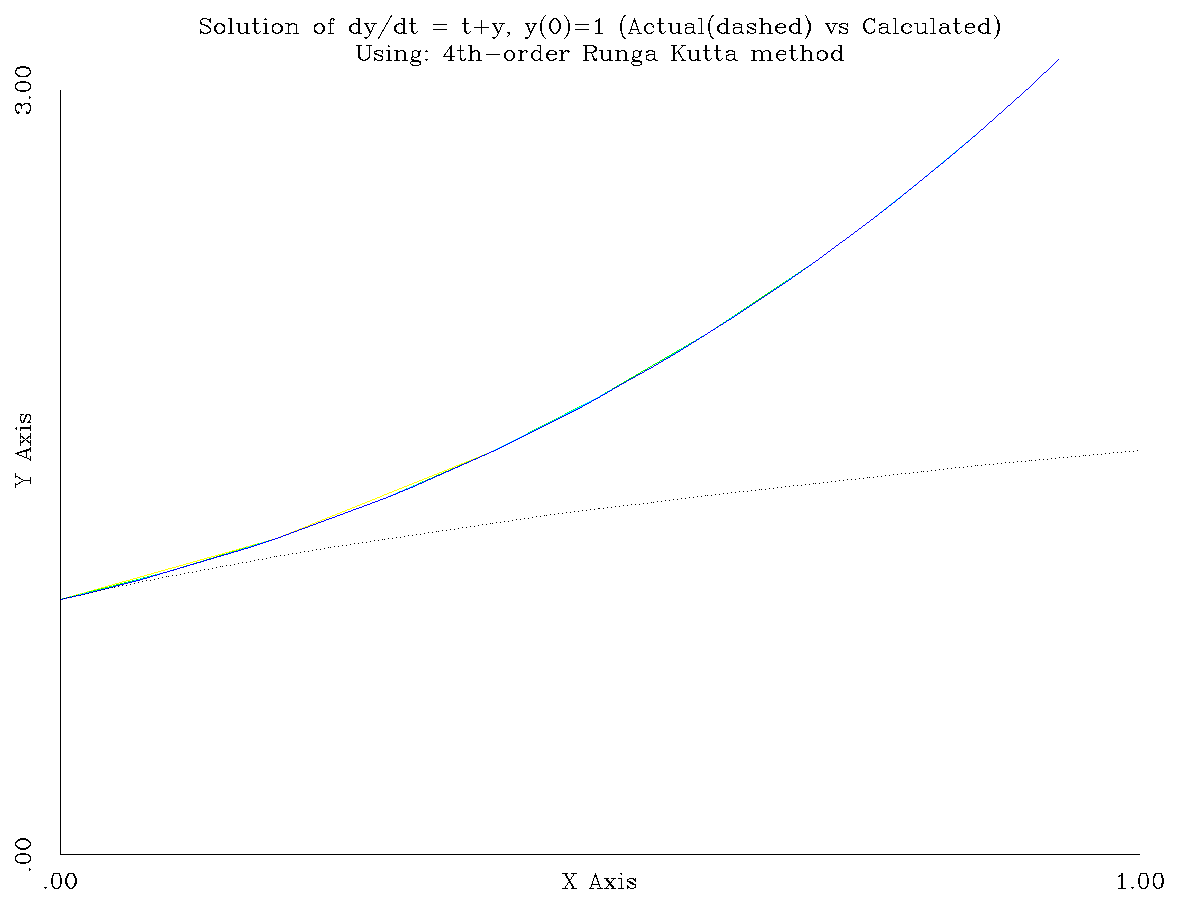 Solution of dy/dt = t+y, y(0)=1 (Actual(dashed) vs Calculated)
Using: 4th-order Runga Kutta method
3.00
Y Axis
.00
.00
X Axis
1.00